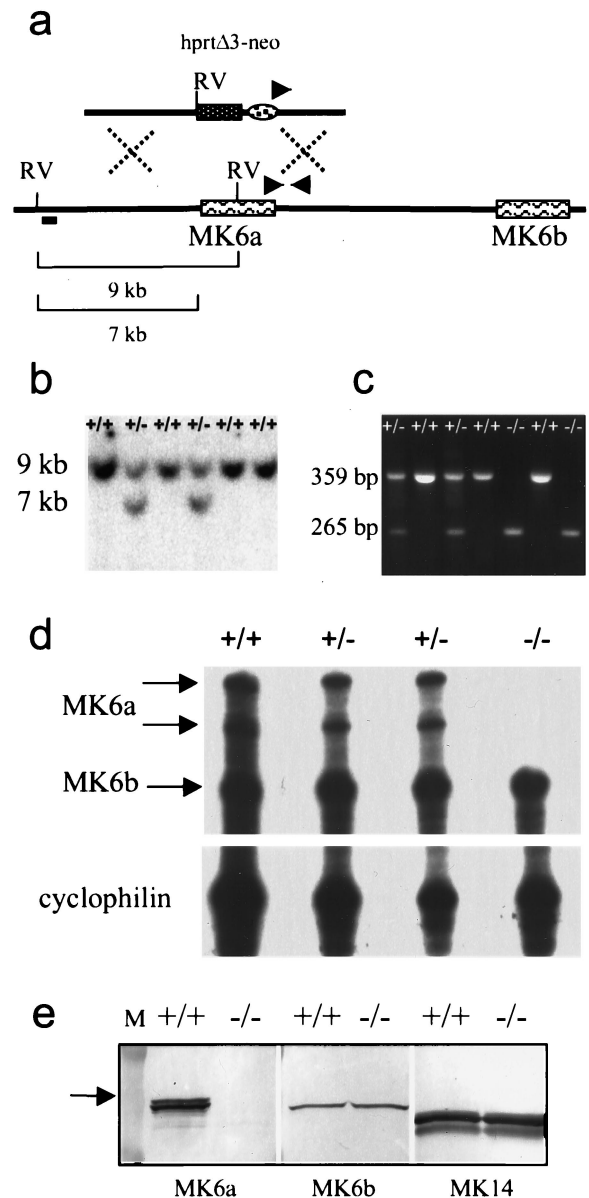 a
hprtΔ3-neo
RV
RV RV
MK6a MK6b
9 kb
7 kb
b
+/+ +/- +/+ +/- +/+ +/+
9 kb
7 kb
c
+/- +/+ +/- +/+ -/- +/+ -/-
359 bp
265 bp
d
+/+ +/- +/- -/-
MK6a
MK6b
cyclophilin
e
M +/+ -/- +/+ -/- +/+ -/-
MK6a MK6b MK14